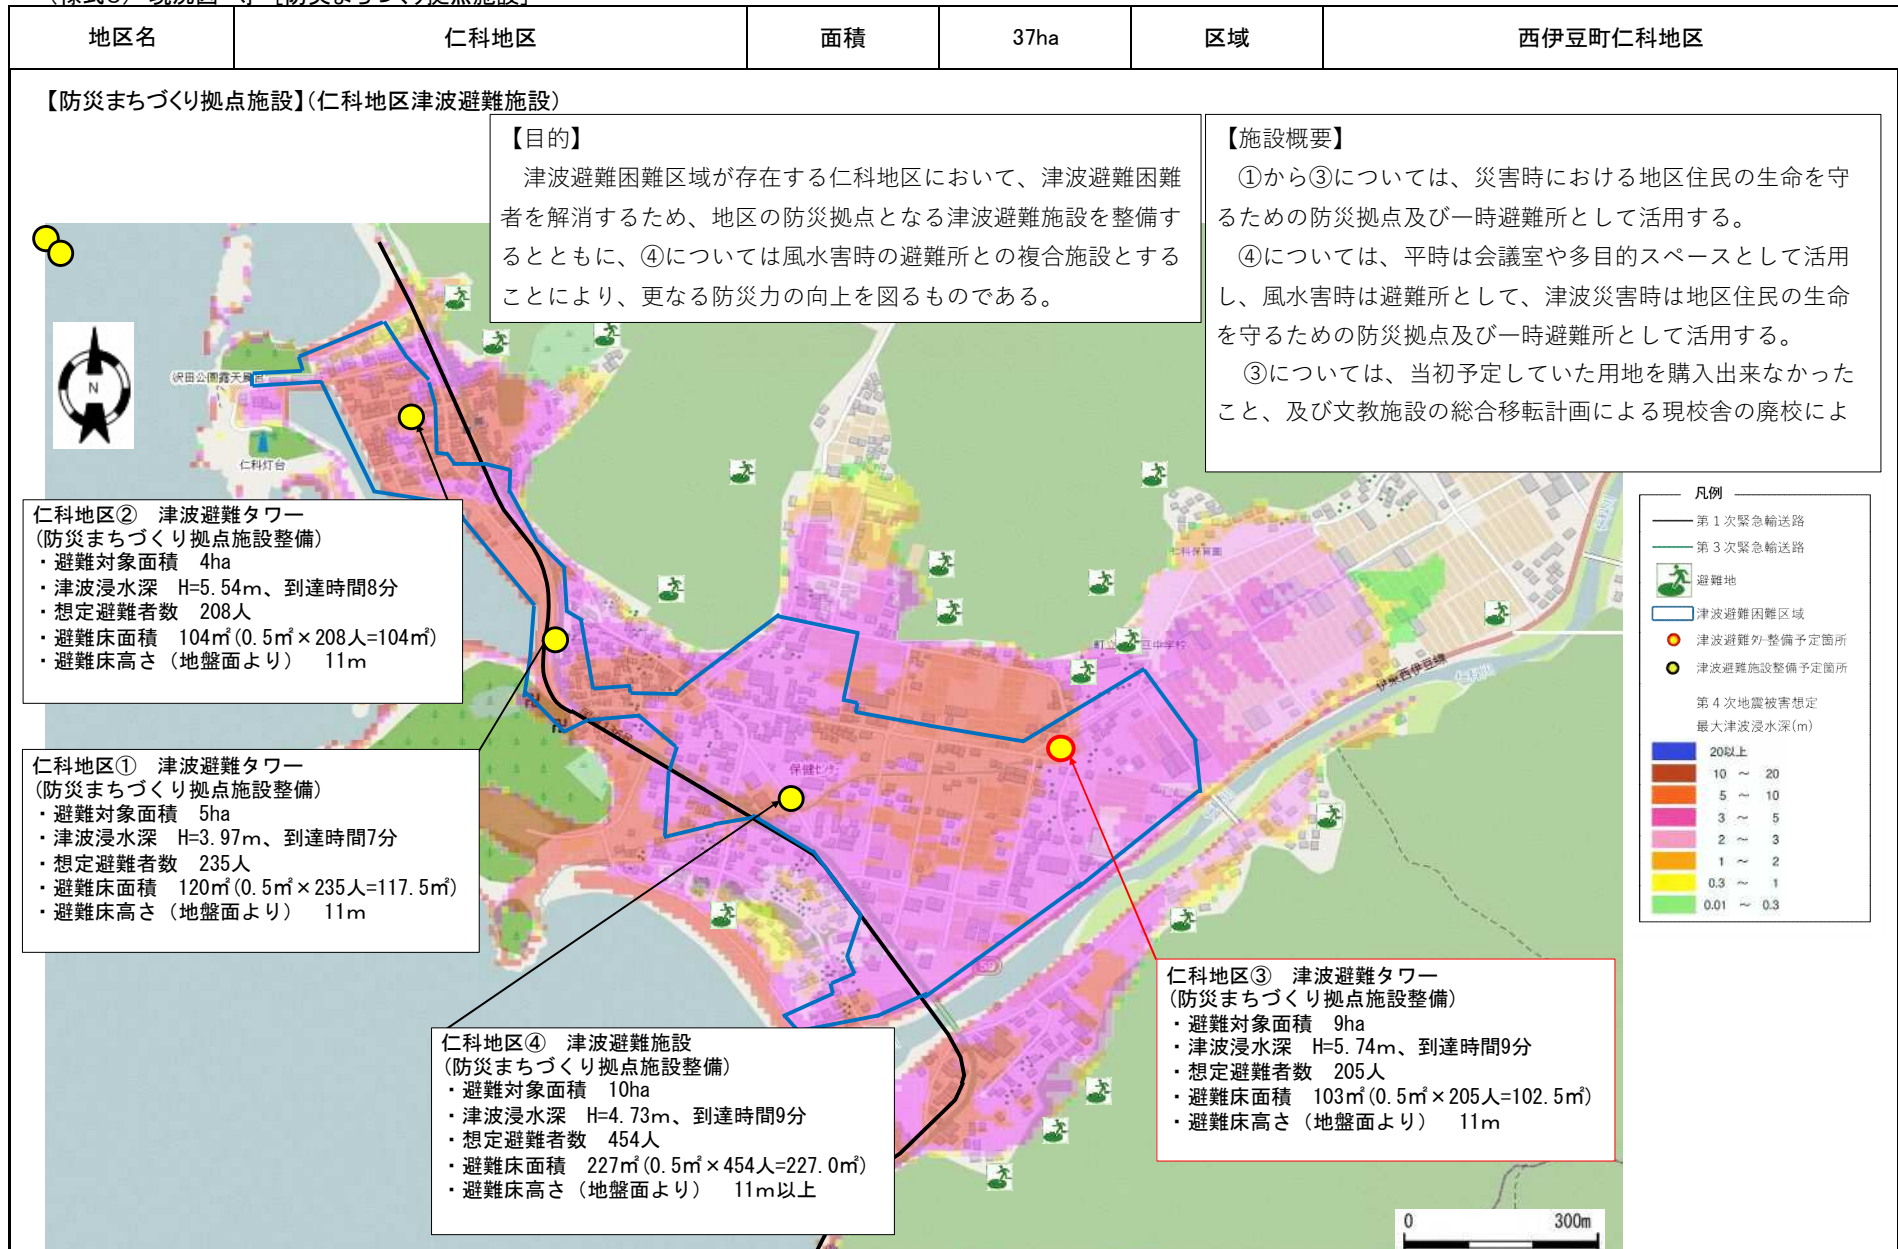 地区名　仁科地区　面積　37ha　区域　西伊豆町仁科地区
【防災まちづくり拠点施設】(仁科地区津波避難施設)
【目的】
津波避難困難区域が存在する仁科地区において、津波避難困難
者を解消するため、地区の防災拠点となる津波避難施設を整備す
るとともに、④については風水害時の避難所との複合施設とする
ことにより、更なる防災力の向上を図るものである。
【施設概要】
①から③については、災害時における地区住民の生命を守
るための防災拠点及び一時避難所として活用する。
④については、平時は会議室や多目的スペースとして活用
し、風水害時は避難所として、津波災害時は地区住民の生命
を守るための防災拠点及び一時避難所として活用する。
③については、当初予定していた用地を購入出来なかった
こと、及び文教施設の総合移転計画による現校舎の廃校によ
N
沢田公園露天風呂
仁科灯台
仁科地区②　津波避難タワー
(防災まちづくり拠点施設整備)
・避難対象面積　4ha
・津波浸水深　H=5.54m、到達時間8分
・想定避難者数　208人
・避難床面積　104㎡(0.5㎡×208人=104㎡)
・避難床高さ（地盤面より）　11m
仁科地区①　津波避難タワー
(防災まちづくり拠点施設整備)
・避難対象面積　5ha
・津波浸水深　H=3.97m、到達時間7分
・想定避難者数　235人
・避難床面積　120㎡(0.5㎡×235人=117.5㎡)
・避難床高さ（地盤面より）　11m
仁科地区④　津波避難施設
(防災まちづくり拠点施設整備)
・避難対象面積　10ha
・津波浸水深　H=4.73m、到達時間9分
・想定避難者数　454人
・避難床面積　227㎡(0.5㎡×454人=227.0㎡)
・避難床高さ（地盤面より）　11m以上
仁科地区③　津波避難タワー
(防災まちづくり拠点施設整備)
・避難対象面積　9ha
・津波浸水深　H=5.74m、到達時間9分
・想定避難者数　205人
・避難床面積　103㎡(0.5㎡×205人=102.5㎡)
・避難床高さ（地盤面より）　11m
仁科保育園
保健センター
伊東西伊豆線
仁科川
59
凡例
第１次緊急輸送路
第３次緊急輸送路
避難地
津波避難困難区域
津波避難ﾀﾜｰ整備予定箇所
津波避難施設整備予定箇所
第４次地震被害想定
最大津波浸水深(m)
20以上
10 ～ 20
5 ～ 10
3 ～ 5
2 ～ 3
1 ～ 2
0.3 ～ 1
0.01 ～ 0.3
0　300m